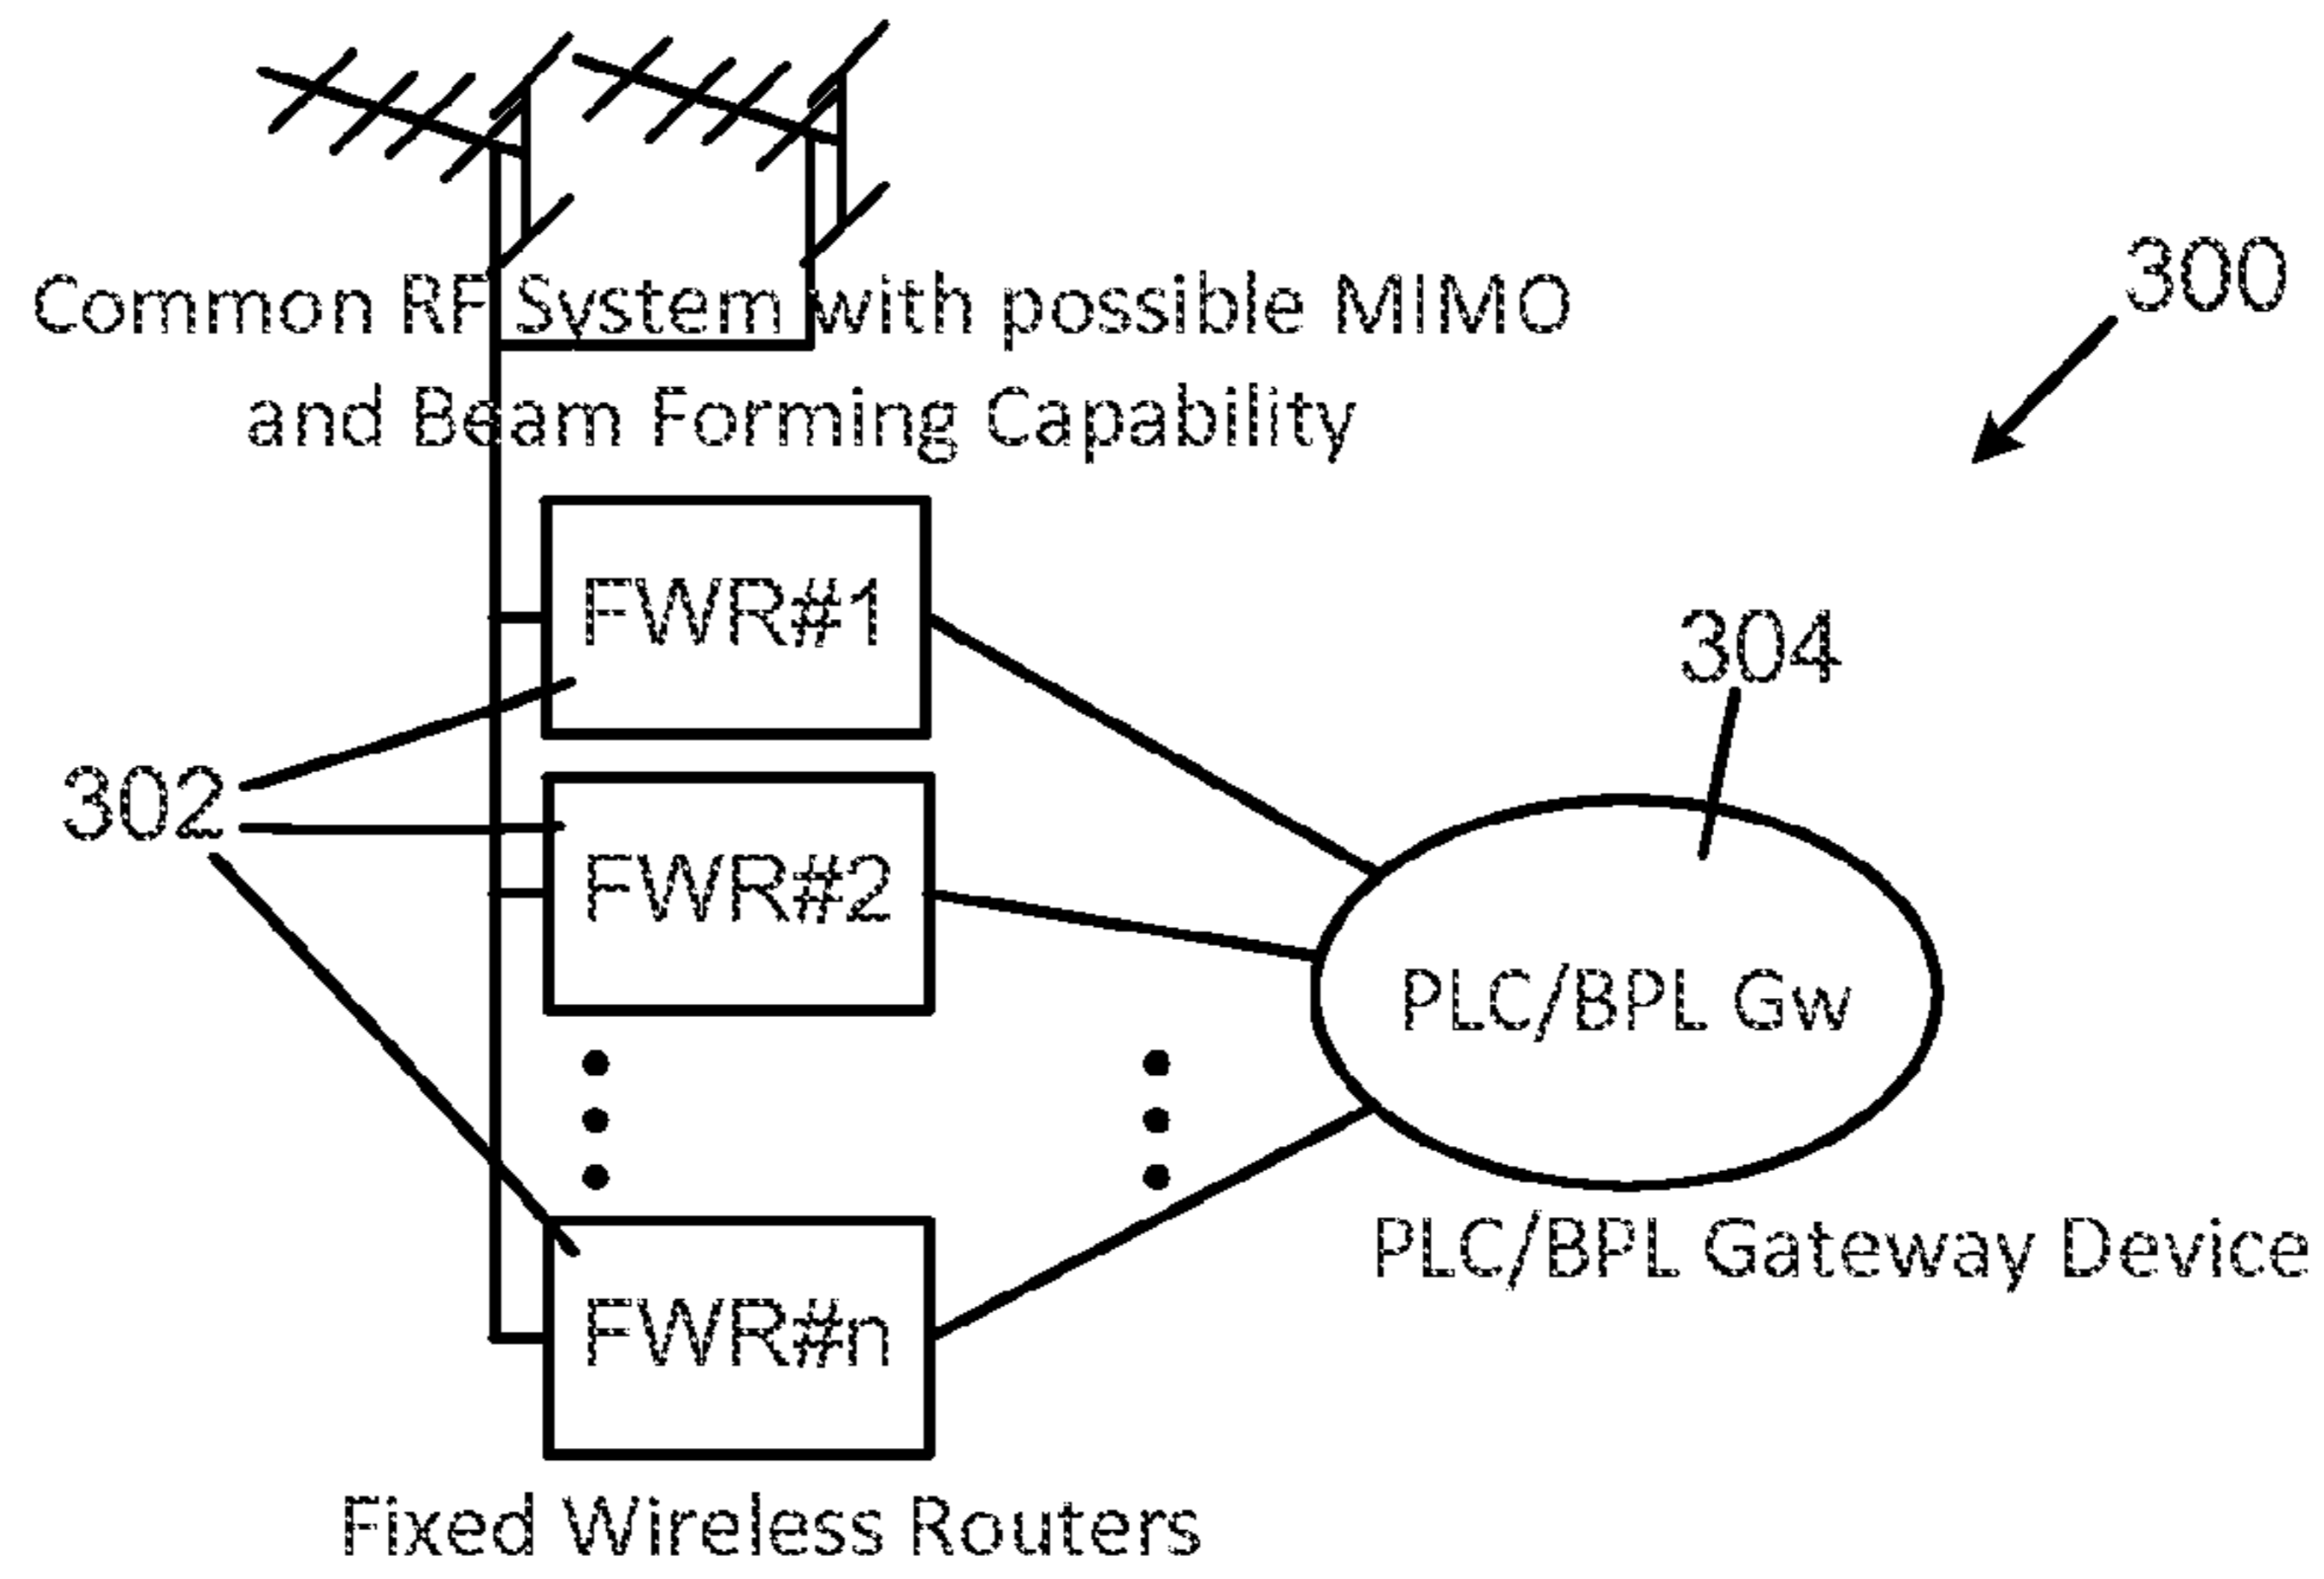 Common RF System with possible MIMO
and Beam Forming Capability
300
FWR#1
304
302
FWR#2
PLC/BPL Gw
PLC/BPL Gateway Device
FWR#n
Fixed Wireless Routers